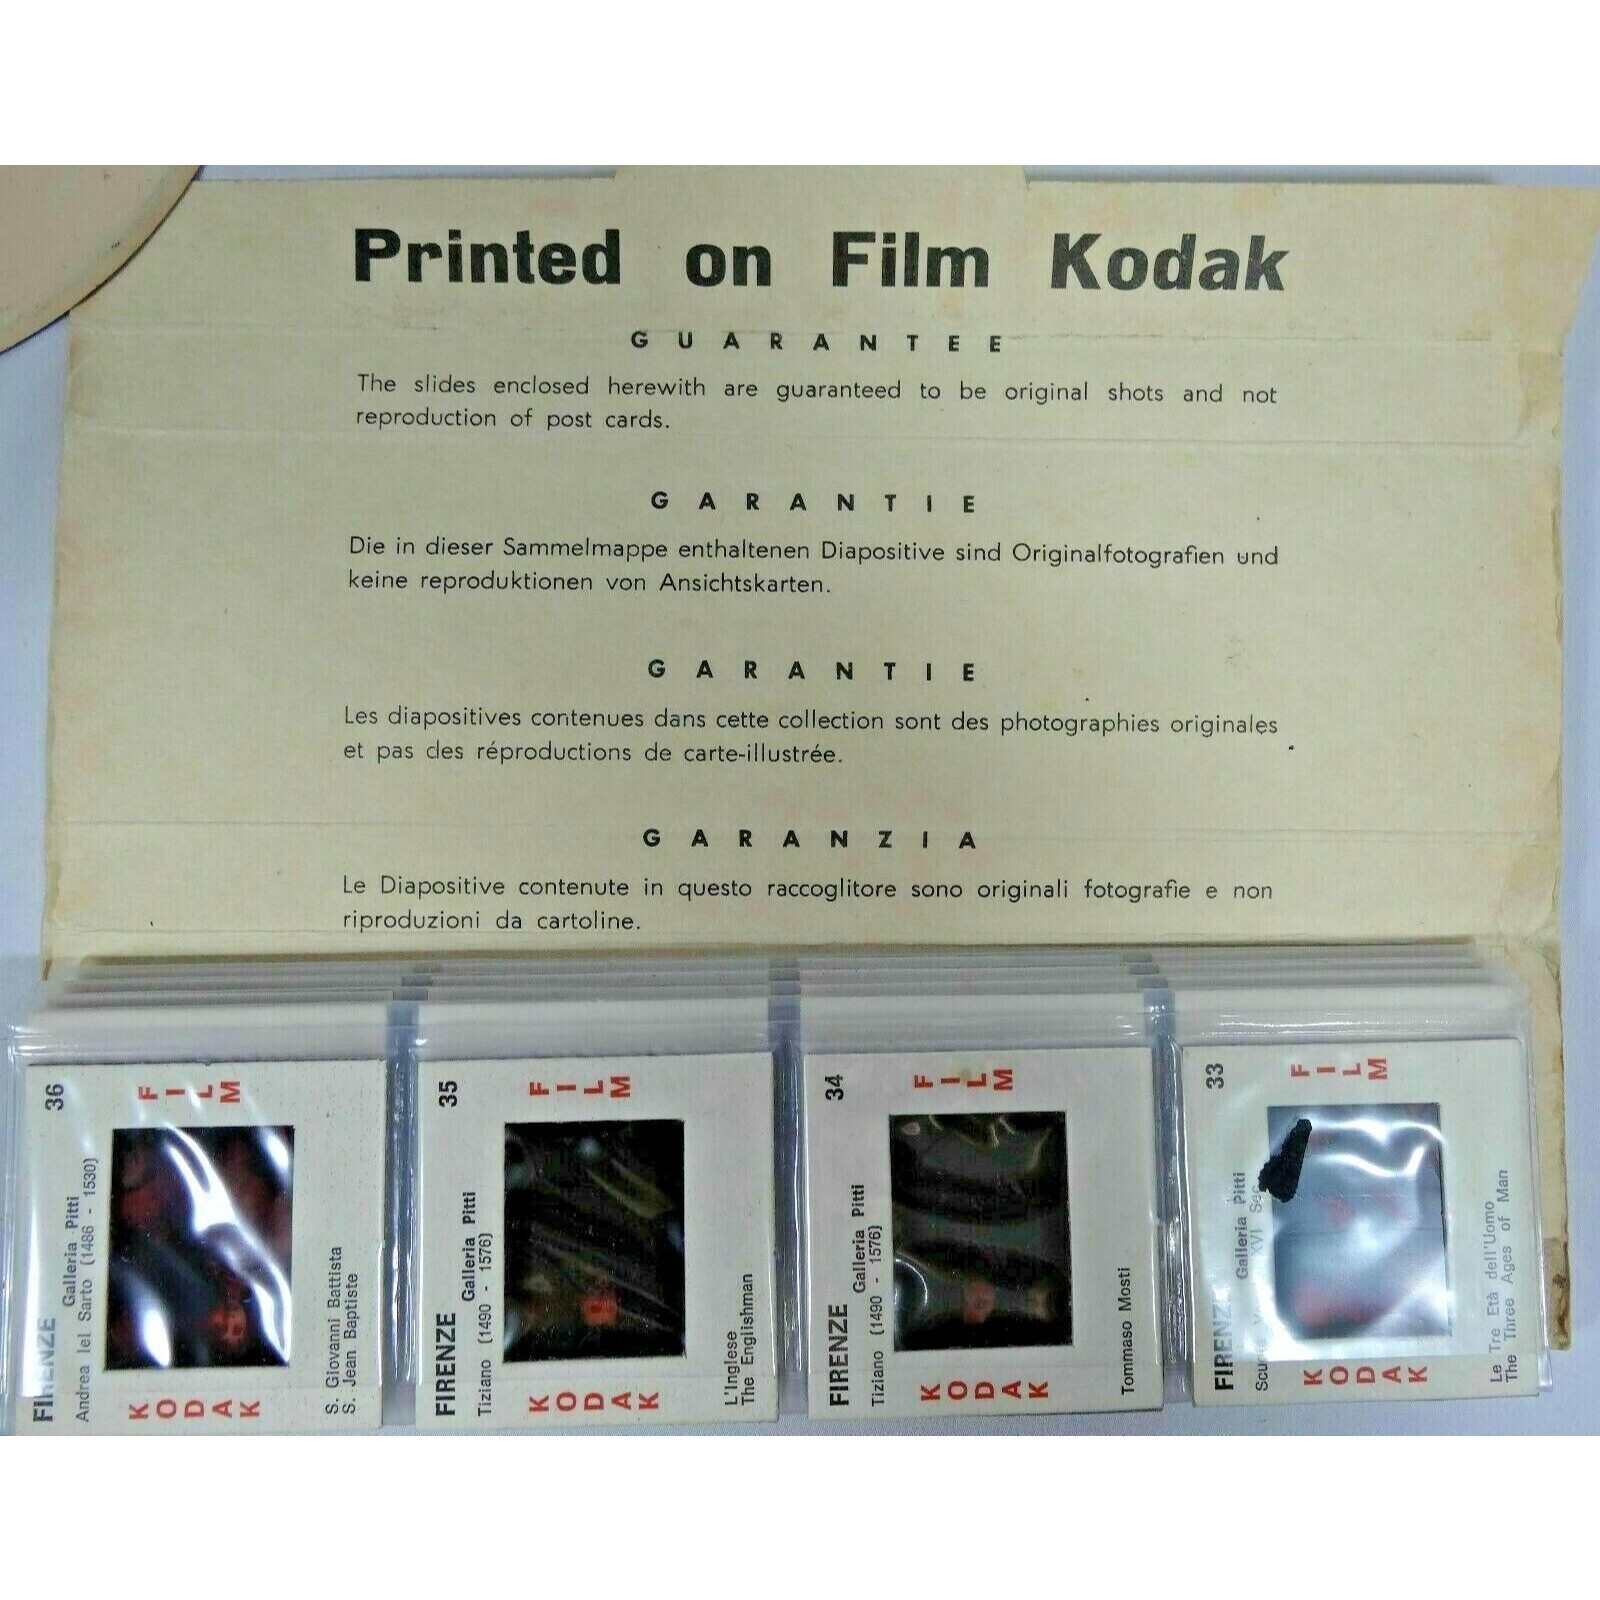 Printed on Film Kodak
GUARANTEE
The slides enclosed herewith are guaranteed to be original shots and not
reproduction of post cards.
GARANTIE
Die in dieser Sammelmappe enthaltenen Diapositive sind Originalfotografien und
keine reproduktionen von Ansichtskarten.
GARANTIE
Les diapositives contenues dans cette collection sont des photographies originales
et pas des réproductions de carte-illustrée.
GARANZIA
Le Diapositive contenute in questo raccoglitore sono originali fotografie e non
riproduzioni da cartoline.
36
FIRENZE
Galleria Pitti
Andrea lel Sarto (1486 - 1530)
FILM
KODAK
S. Giovanni Battista
S. Jean Baptiste
35
FIRENZE
Galleria Pitti
Tiziano (1490 - 1576)
FILM
KODAK
L'Inglese
The Englishman
34
FIRENZE
Galleria Pitti
Tiziano (1490 - 1576)
FILM
KODAK
Tommaso Mosti
33
FIRENZE
Galleria Pitti
XVI Sec
FILM
KODAK
Le Tre Età dell'Uomo
The Three Ages of Man